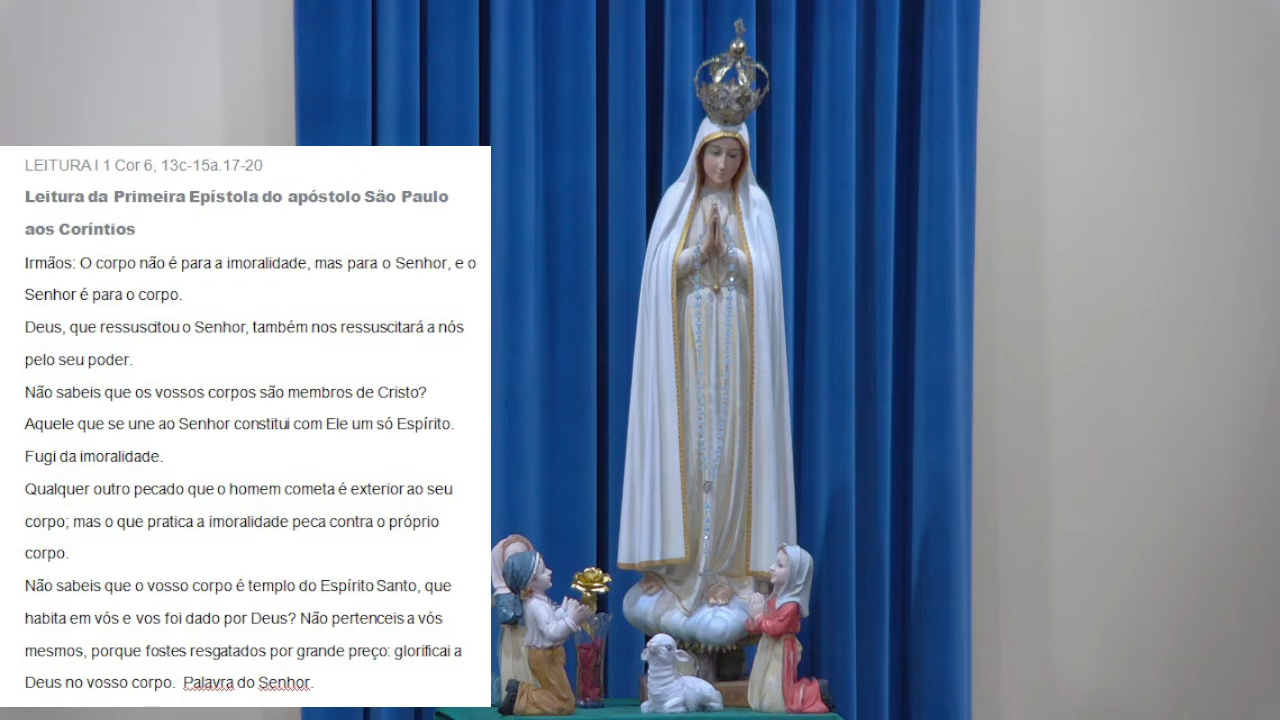 LEITURA I 1 Cor 6, 13c-15a.17-20
Leitura da Primeira Epístola do apóstolo São Paulo
aos Coríntios
Irmãos: O corpo não é para a imoralidade, mas para o Senhor, e o
Senhor é para o corpo.
Deus, que ressuscitou o Senhor, também nos ressuscitará a nós
pelo seu poder.
Não sabeis que os vossos corpos são membros de Cristo?
Aquele que se une ao Senhor constitui com Ele um só Espírito.
Fugi da imoralidade.
Qualquer outro pecado que o homem cometa é exterior ao seu
corpo; mas o que pratica a imoralidade peca contra o próprio
corpo.
Não sabeis que o vosso corpo é templo do Espírito Santo, que
habita em vós e vos foi dado por Deus? Não pertenceis a vós
mesmos, porque fostes resgatados por grande preço: glorificai a
Deus no vosso corpo. Palavra do Senhor.